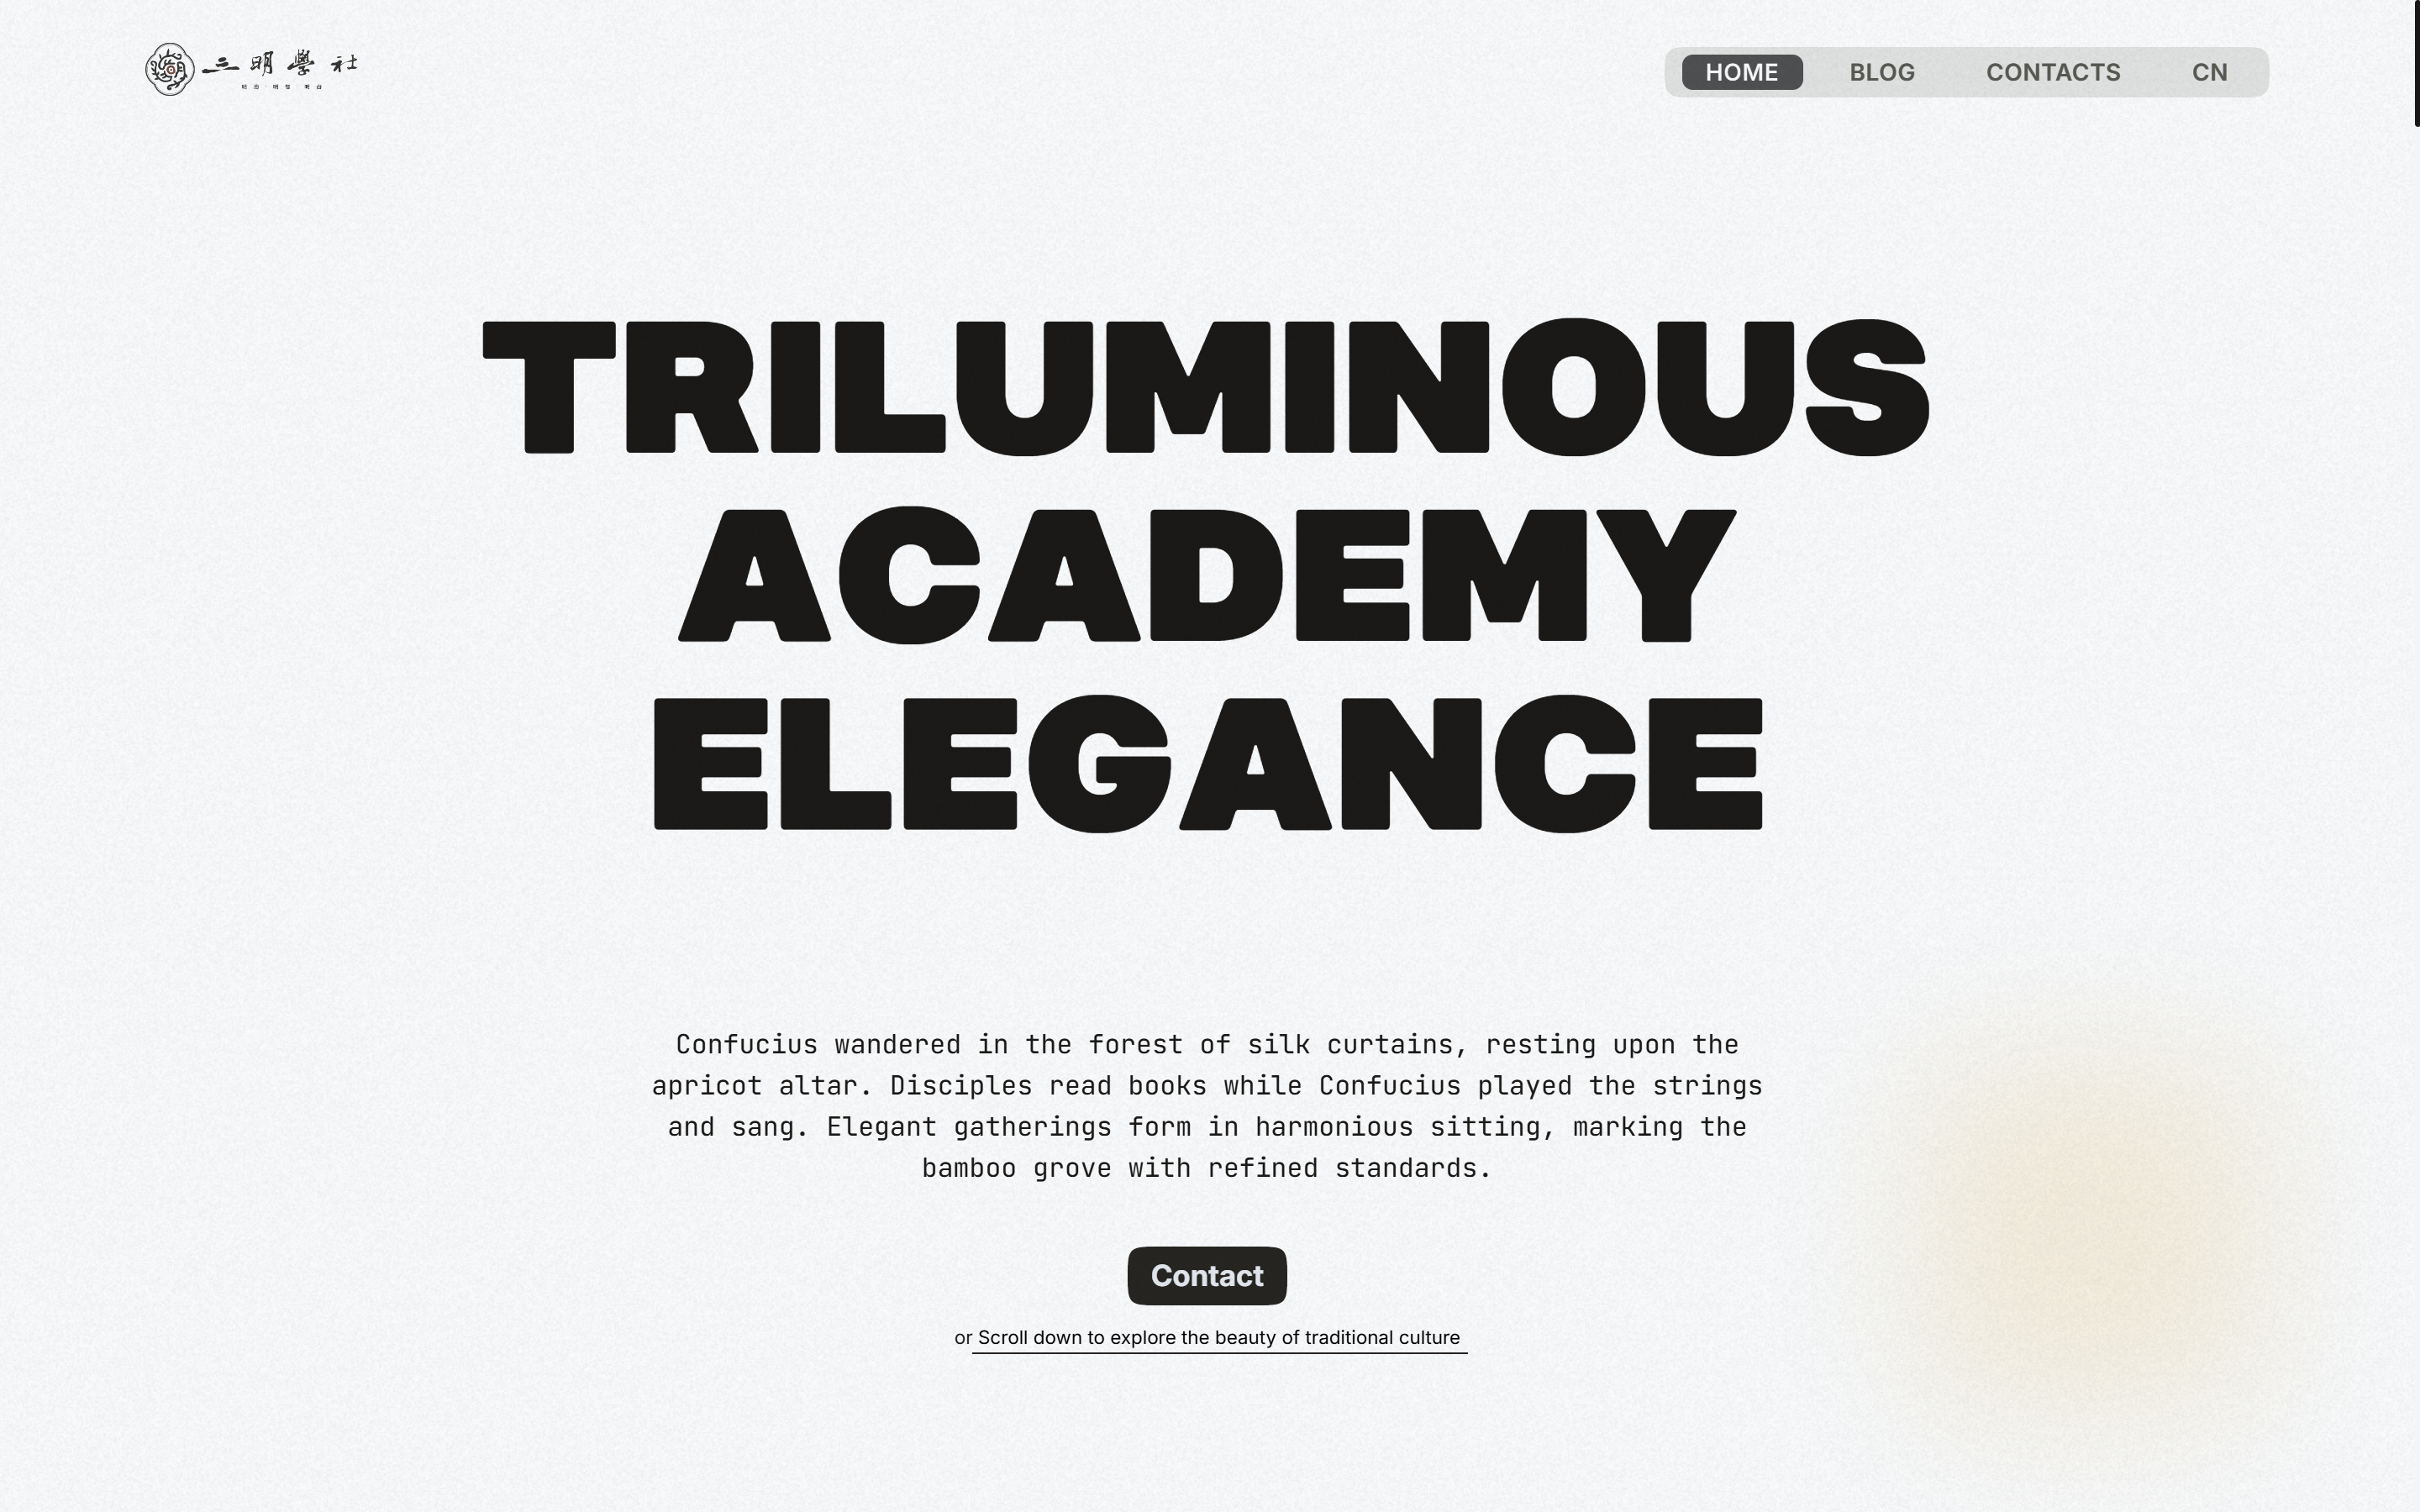 三明學社
HOME
BLOG
CONTACTS
CN
TRILUMINOUS
ACADEMY
ELEGANCE
Confucius wandered in the forest of silk curtains, resting upon the
apricot altar. Disciples read books while Confucius played the strings
and sang. Elegant gatherings form in harmonious sitting, marking the
bamboo grove with refined standards.
Contact
or Scroll down to explore the beauty of traditional culture